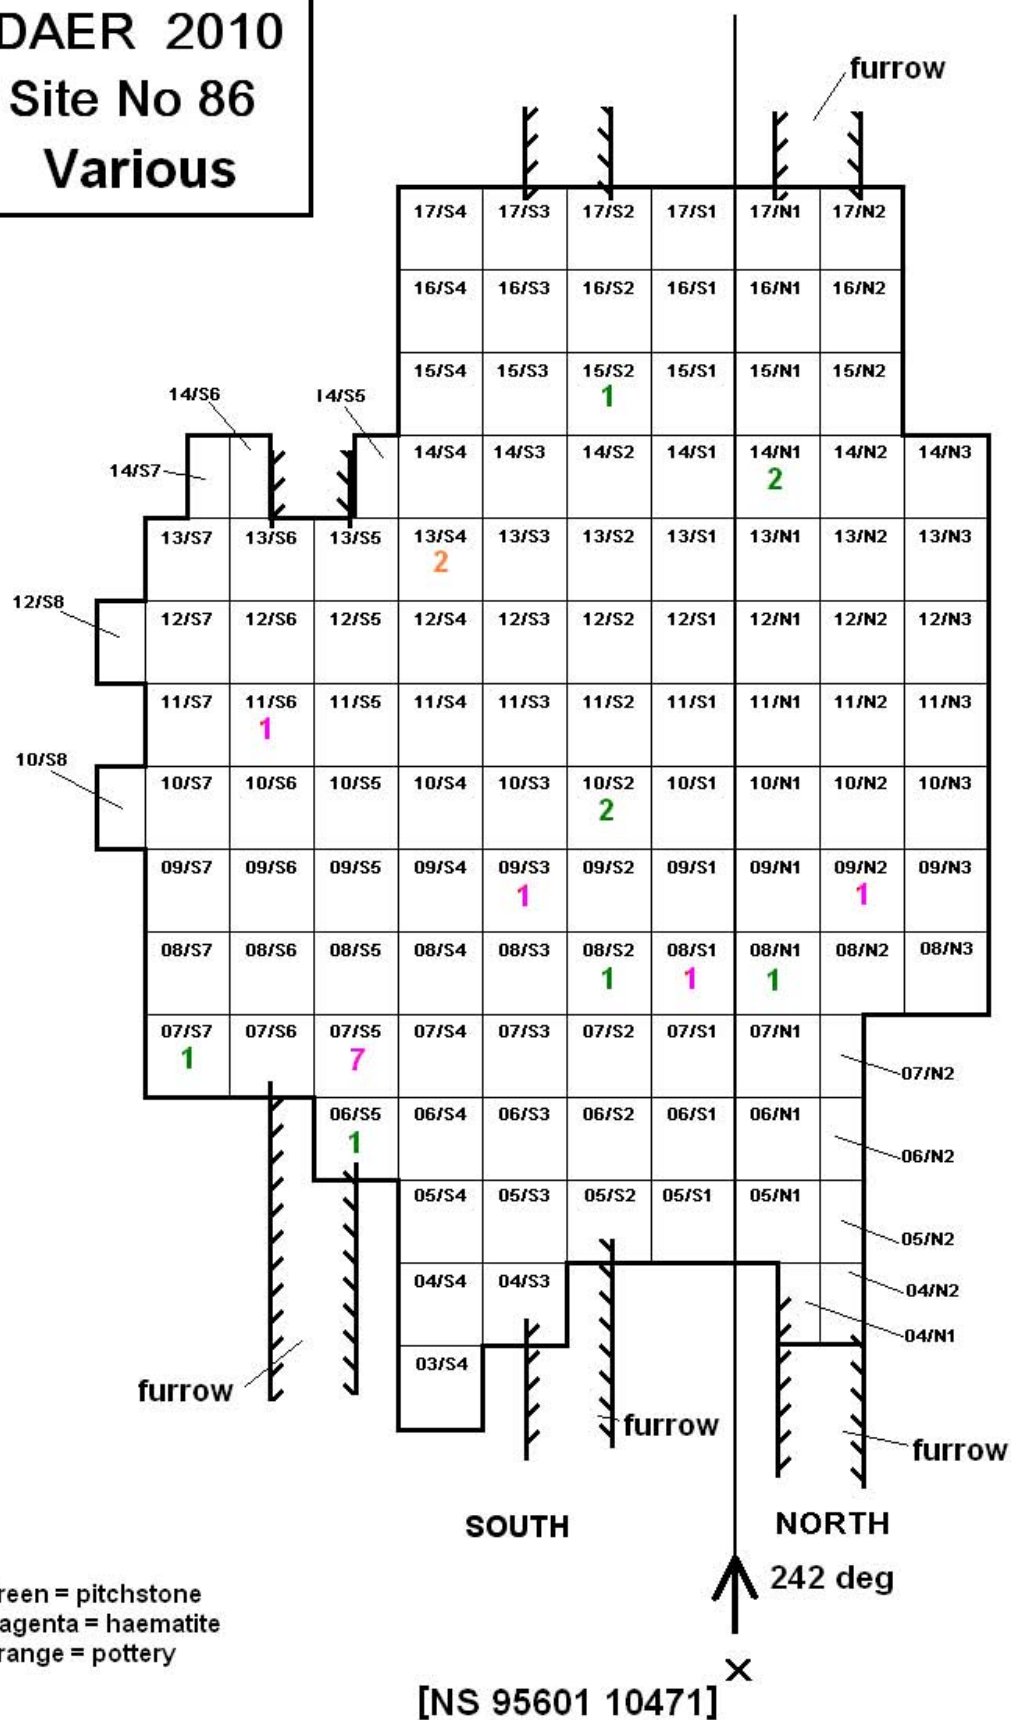 DAER 2010
Site No 86
Various
furrow
17/S4 17/S3 17/S2 17/S1 17/N1 17/N2
16/S4 16/S3 16/S2 16/S1 16/N1 16/N2
15/S4 15/S3 15/S2 15/S1 15/N1 15/N2
1
14/S6 14/S5
14/S7 14/S4 14/S3 14/S2 14/S1 14/N1 14/N2 14/N3
2
13/S7 13/S6 13/S5 13/S4 13/S3 13/S2 13/S1 13/N1 13/N2 13/N3
2
12/S8 12/S7 12/S6 12/S5 12/S4 12/S3 12/S2 12/S1 12/N1 12/N2 12/N3
11/S7 11/S6 11/S5 11/S4 11/S3 11/S2 11/S1 11/N1 11/N2 11/N3
1
10/S8 10/S7 10/S6 10/S5 10/S4 10/S3 10/S2 10/S1 10/N1 10/N2 10/N3
2
09/S7 09/S6 09/S5 09/S4 09/S3 09/S2 09/S1 09/N1 09/N2 09/N3
1 1
08/S7 08/S6 08/S5 08/S4 08/S3 08/S2 08/S1 08/N1 08/N2 08/N3
1 1 1
07/S7 07/S6 07/S5 07/S4 07/S3 07/S2 07/S1 07/N1
1 7 07/N2
06/S5 06/S4 06/S3 06/S2 06/S1 06/N1
1 06/N2
05/S4 05/S3 05/S2 05/S1 05/N1
05/N2
04/S4 04/S3 04/N2
04/N1
03/S4
furrow furrow furrow
SOUTH NORTH
242 deg
reen = pitchstone
agenta = haematite
range = pottery
[NS 95601 10471]